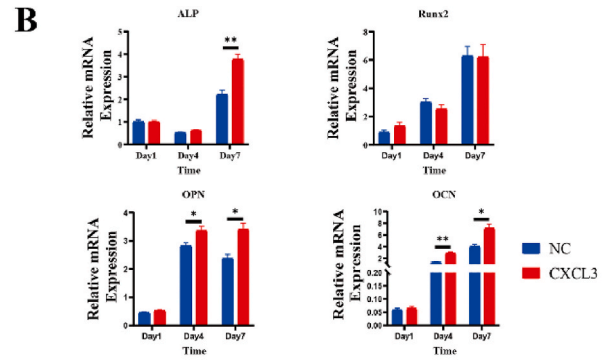 B
ALP
Relative mRNA
Expression
5
4
3
2
1
0
**
Day1 Day4 Day7
Time
Runx2
Relative mRNA
Expression
8
6
4
2
0
Day1 Day4 Day7
Time
OPN
Relative mRNA
Expression
4
3
2
1
0
* *
Day1 Day4 Day7
Time
OCN
Relative mRNA
Expression
10
8
6
4
2
0.20
0.15
0.10
0.05
0.00
** *
Day1 Day4 Day7
Time
NC
CXCL3